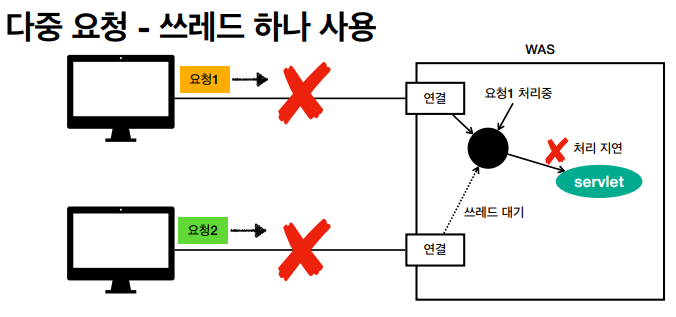 다중 요청 - 쓰레드 하나 사용
WAS
요청1
연결
요청1 처리중
처리 지연
servlet
쓰레드 대기
요청2
연결